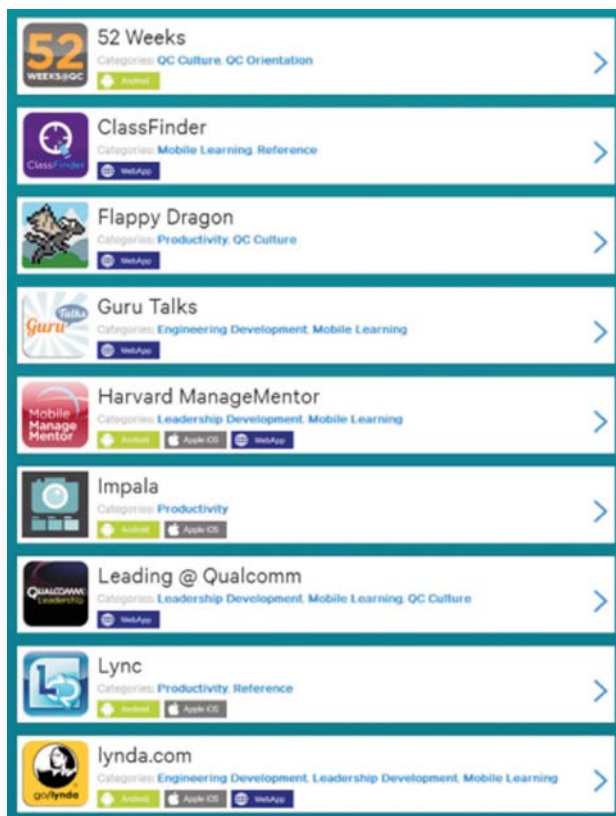 52
WEEKS@QC
52 Weeks
Categories: QC Culture, QC Orientation
Android
ClassFinder
ClassFinder
Categories: Mobile Learning, Reference
WebApp
Flappy Dragon
Categories: Productivity, QC Culture
WebApp
Guru Talks
Guru Talks
Categories: Engineering Development, Mobile Learning
WebApp
Mobile
Manage
Mentor
Harvard ManageMentor
Categories: Leadership Development, Mobile Learning
Android Apple iOS WebApp
Impala
Categories: Productivity
Android Apple iOS
QUALCOMM
Leadership
Leading @ Qualcomm
Categories: Leadership Development, Mobile Learning, QC Culture
WebApp
L
Lync
Categories: Productivity, Reference
Android Apple iOS
go/lynda
lynda.com
Categories: Engineering Development, Leadership Development, Mobile Learning
Android Apple iOS WebApp